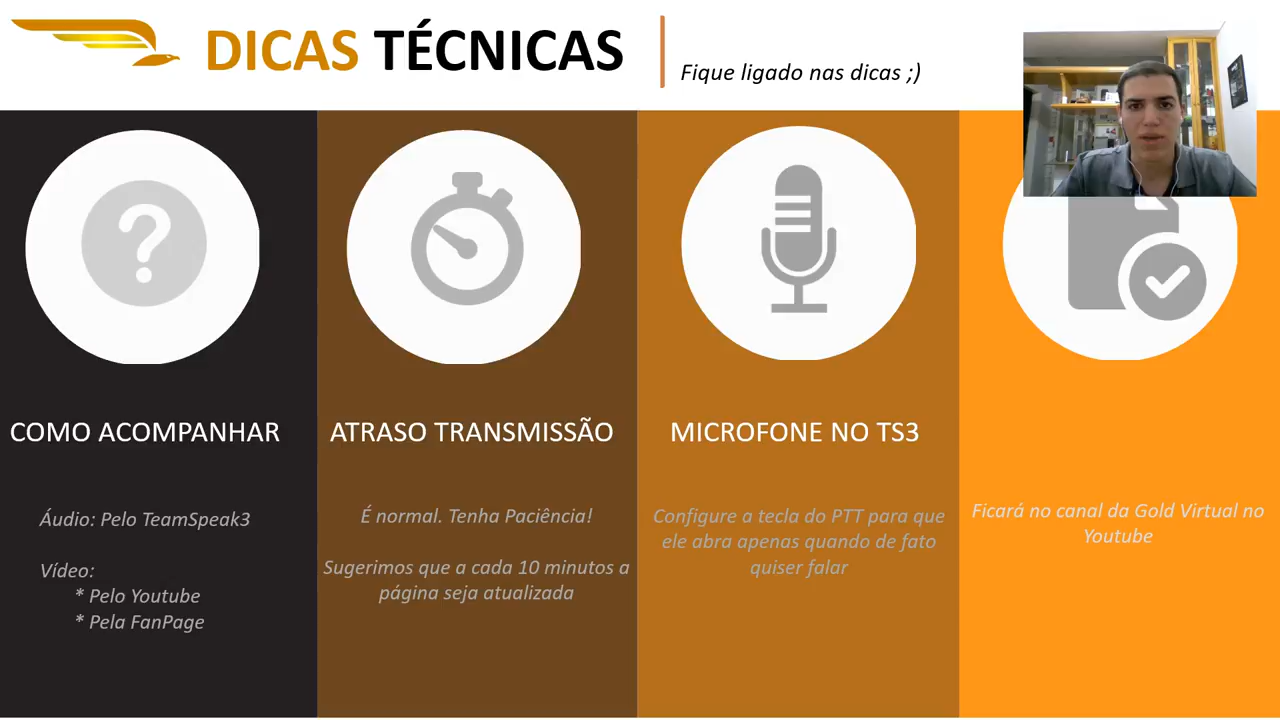 DICAS TÉCNICAS
Fique ligado nas dicas ;)
COMO ACOMPANHAR
Áudio: Pelo TeamSpeak3
Vídeo:
* Pelo Youtube
* Pela FanPage
ATRASO TRANSMISSÃO
É normal. Tenha Paciência!
Sugerimos que a cada 10 minutos a
página seja atualizada
MICROFONE NO TS3
Configure a tecla do PTT para que
ele abra apenas quando de fato
quiser falar
Ficará no canal da Gold Virtual no
Youtube